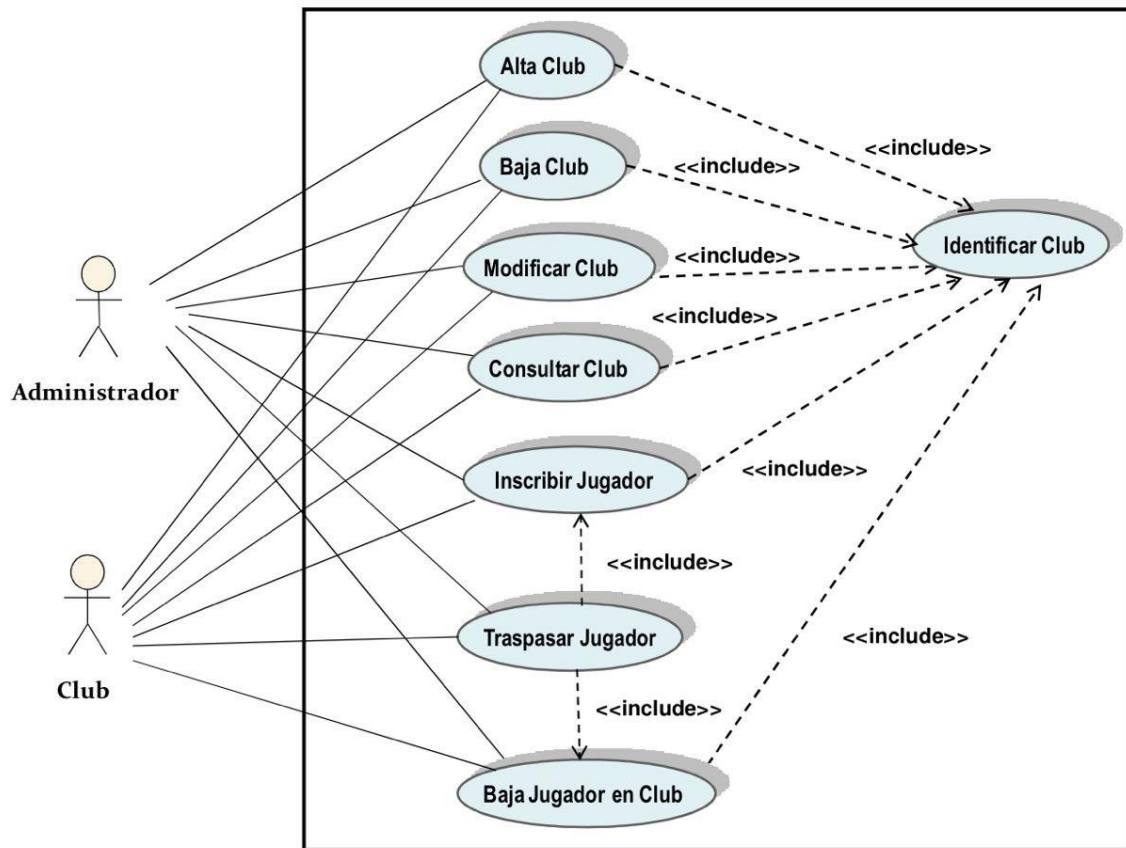 Alta Club
<<include>>
Baja Club
<<include>>
Identificar Club
Modificar Club
<<include>>
<<include>>
Consultar Club
Administrador
Inscribir Jugador
<<include>>
<<include>>
Traspasar Jugador
<<include>>
Club
<<include>>
Baja Jugador en Club